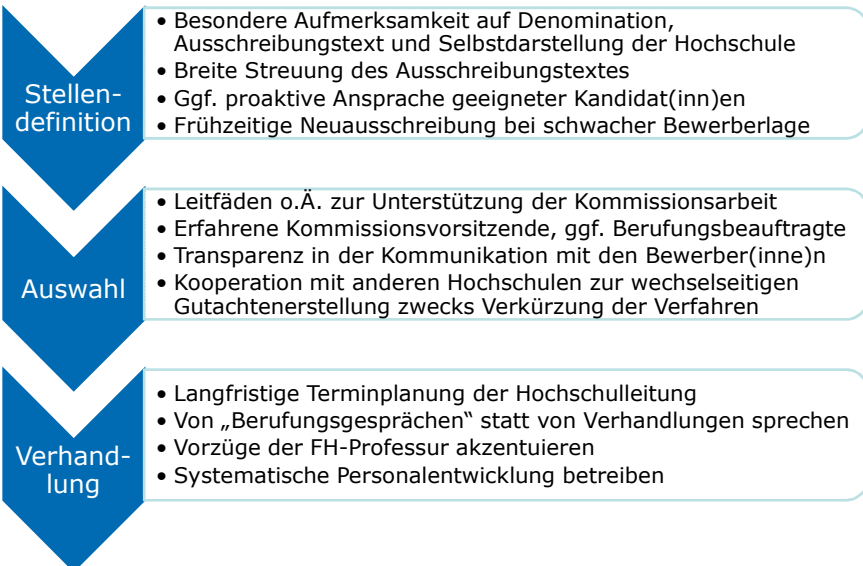 Stellen-
definition
• Besondere Aufmerksamkeit auf Denomination,
Ausschreibungstext und Selbstdarstellung der Hochschule
• Breite Streuung des Ausschreibungstextes
• Ggf. proaktive Ansprache geeigneter Kandidat(inn)en
• Frühzeitige Neuausschreibung bei schwacher Bewerberlage
Auswahl
• Leitfäden o.Ä. zur Unterstützung der Kommissionsarbeit
• Erfahrene Kommissionsvorsitzende, ggf. Berufungsbeauftragte
• Transparenz in der Kommunikation mit den Bewerber(inne)n
• Kooperation mit anderen Hochschulen zur wechselseitigen
Gutachtenerstellung zwecks Verkürzung der Verfahren
Verhand-
lung
• Langfristige Terminplanung der Hochschulleitung
• Von „Berufungsgesprächen“ statt von Verhandlungen sprechen
• Vorzüge der FH-Professur akzentuieren
• Systematische Personalentwicklung betreiben